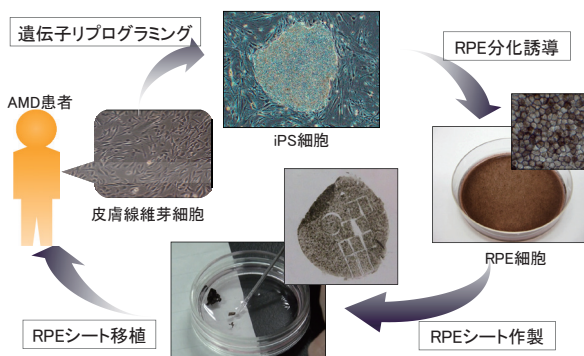 遺伝子リプログラミング
RPE分化誘導
AMD患者
iPS細胞
皮膚線維芽細胞
RPE細胞
RPEシート移植
RPEシート作製